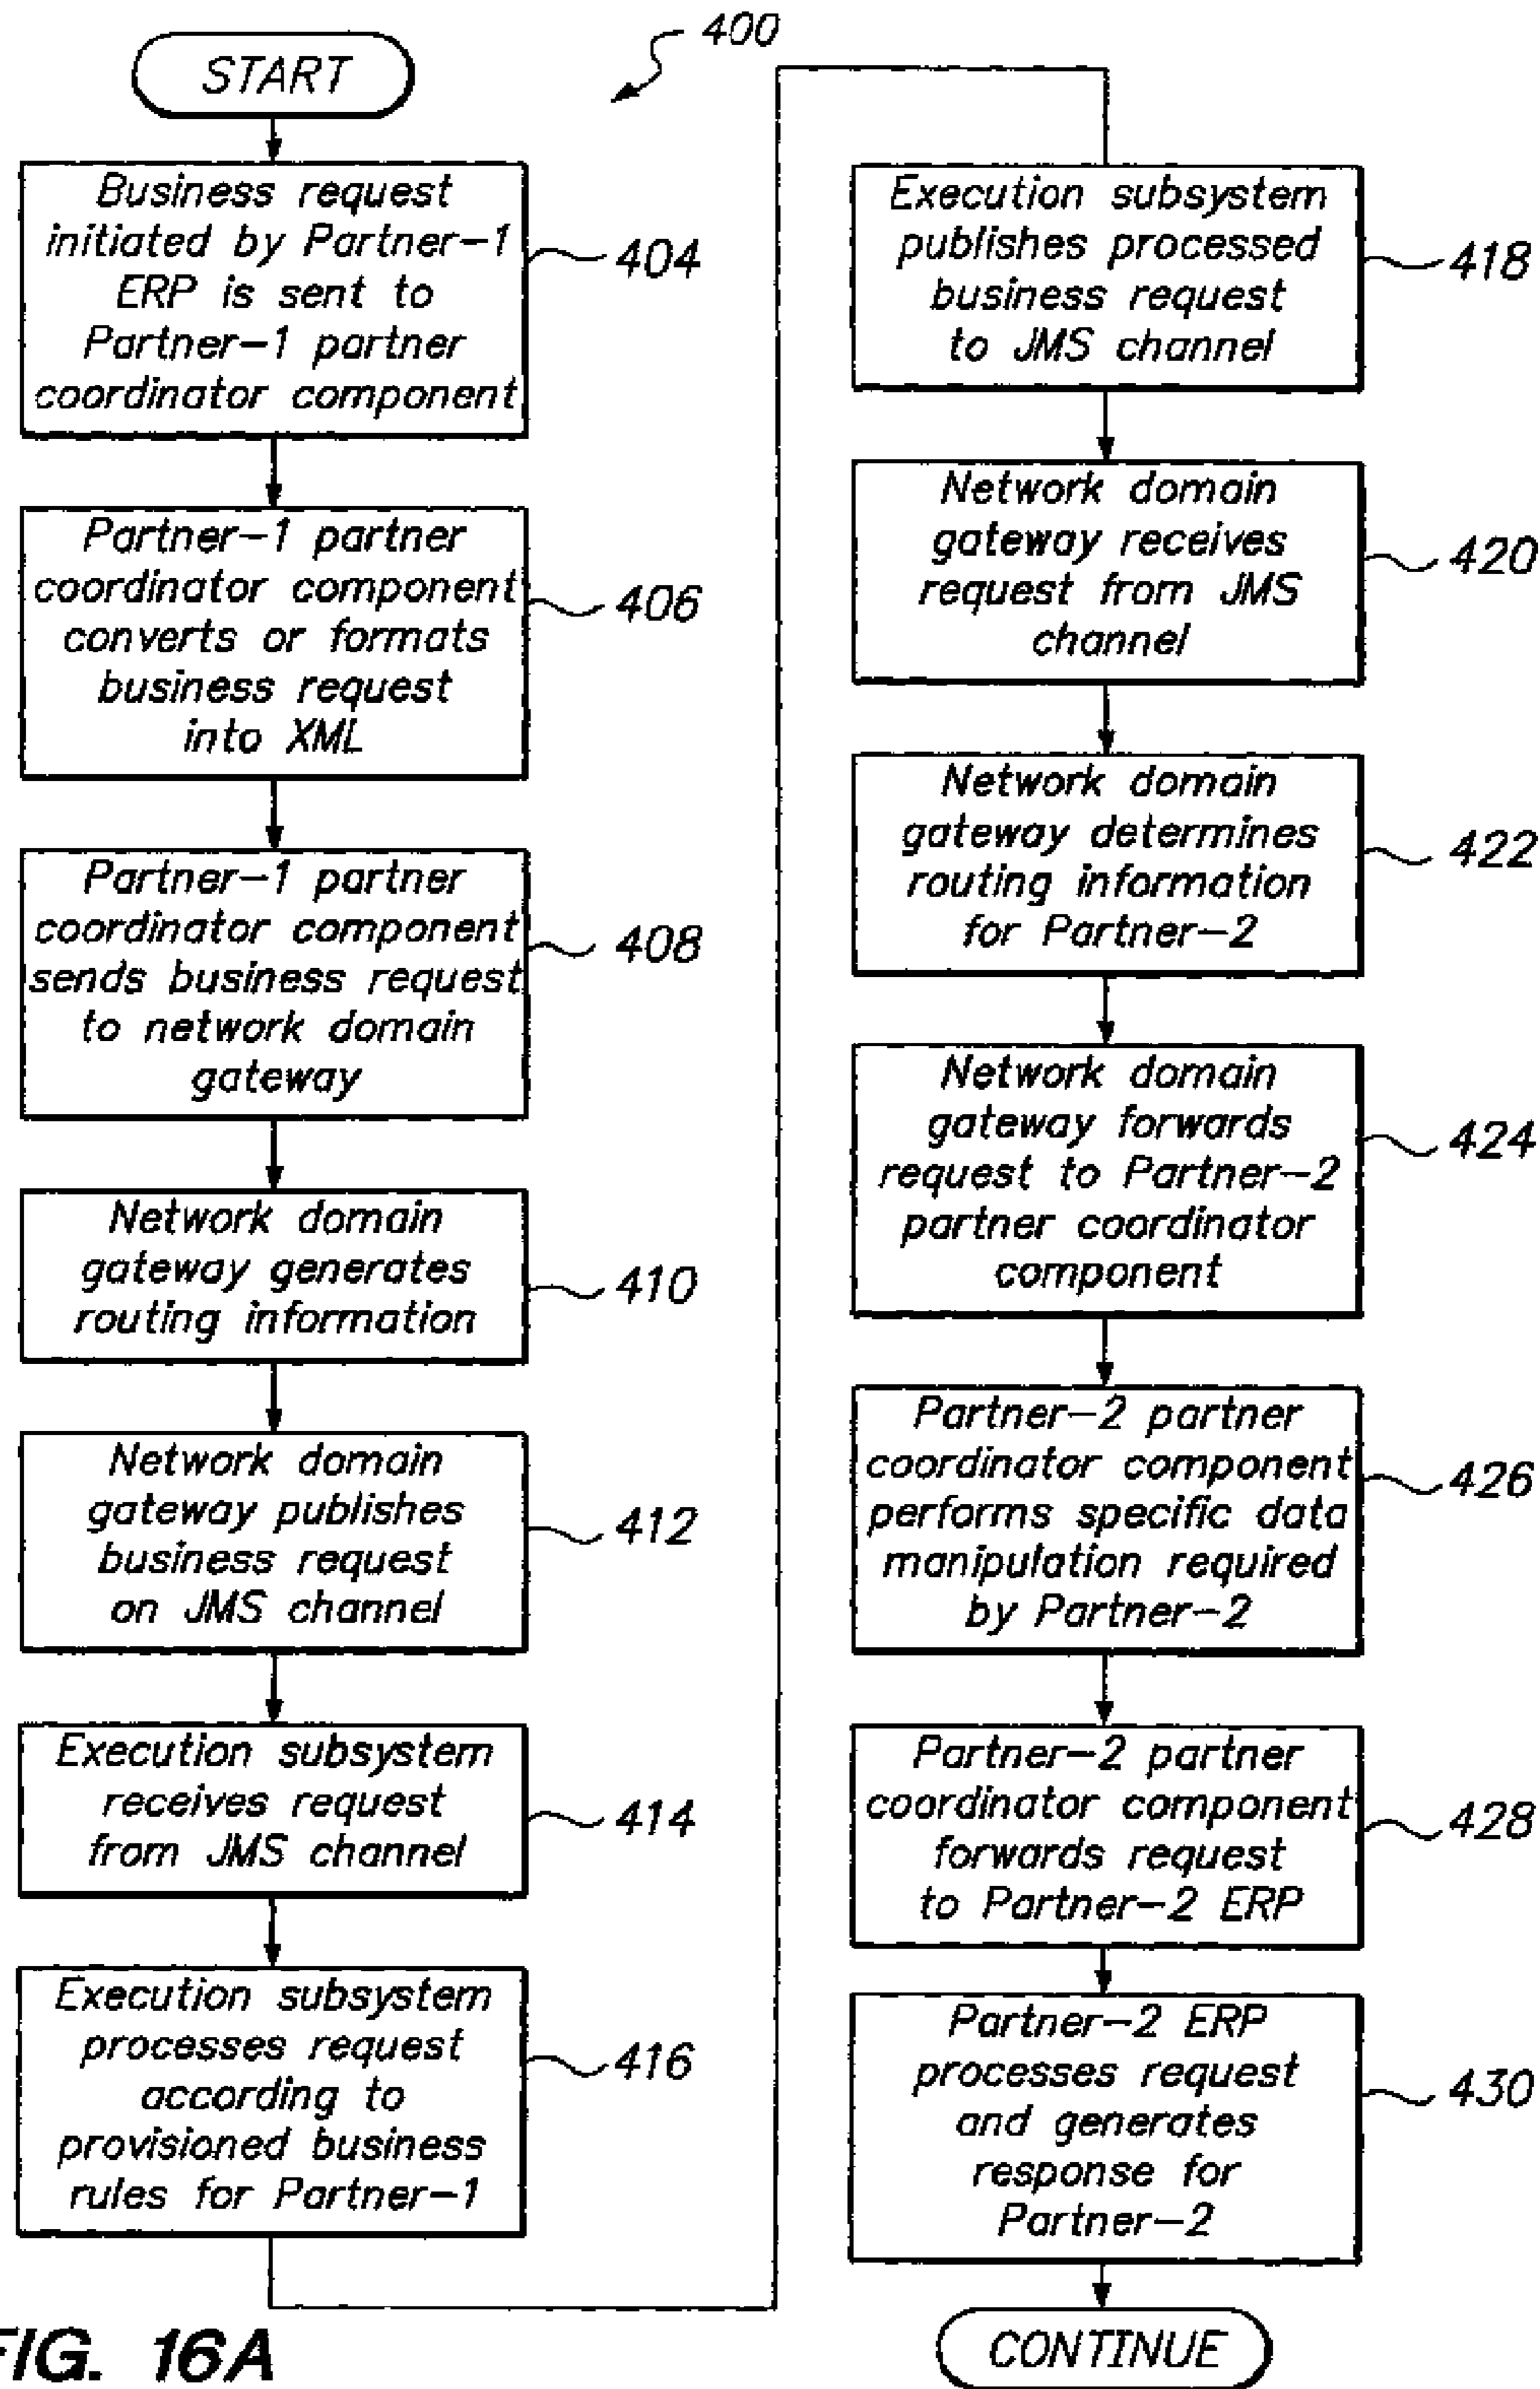 400
START
Business request
initiated by Partner-1
ERP is sent to
Partner-1 partner
coordinator component
404
Partner-1 partner
coordinator component
converts or formats
business request
into XML
406
Partner-1 partner
coordinator component
sends business request
to network domain
gateway
408
Network domain
gateway generates
routing information
410
Network domain
gateway publishes
business request
on JMS channel
412
Execution subsystem
receives request
from JMS channel
414
Execution subsystem
processes request
according to
provisioned business
rules for Partner-1
416
Execution subsystem
publishes processed
business request
to JMS channel
418
Network domain
gateway receives
request from JMS
channel
420
Network domain
gateway determines
routing information
for Partner-2
422
Network domain
gateway forwards
request to Partner-2
partner coordinator
component
424
Partner-2 partner
coordinator component
performs specific data
manipulation required
by Partner-2
426
Partner-2 partner
coordinator component
forwards request
to Partner-2 ERP
428
Partner-2 ERP
processes request
and generates
response for
Partner-2
430
CONTINUE
FIG. 16A